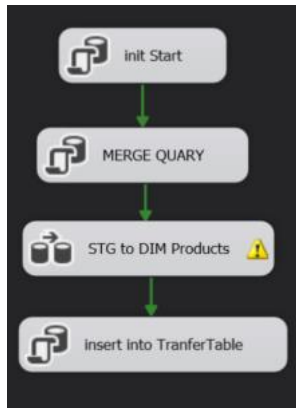 init Start
MERGE QUARY
STG to DIM Products
insert into TranferTable